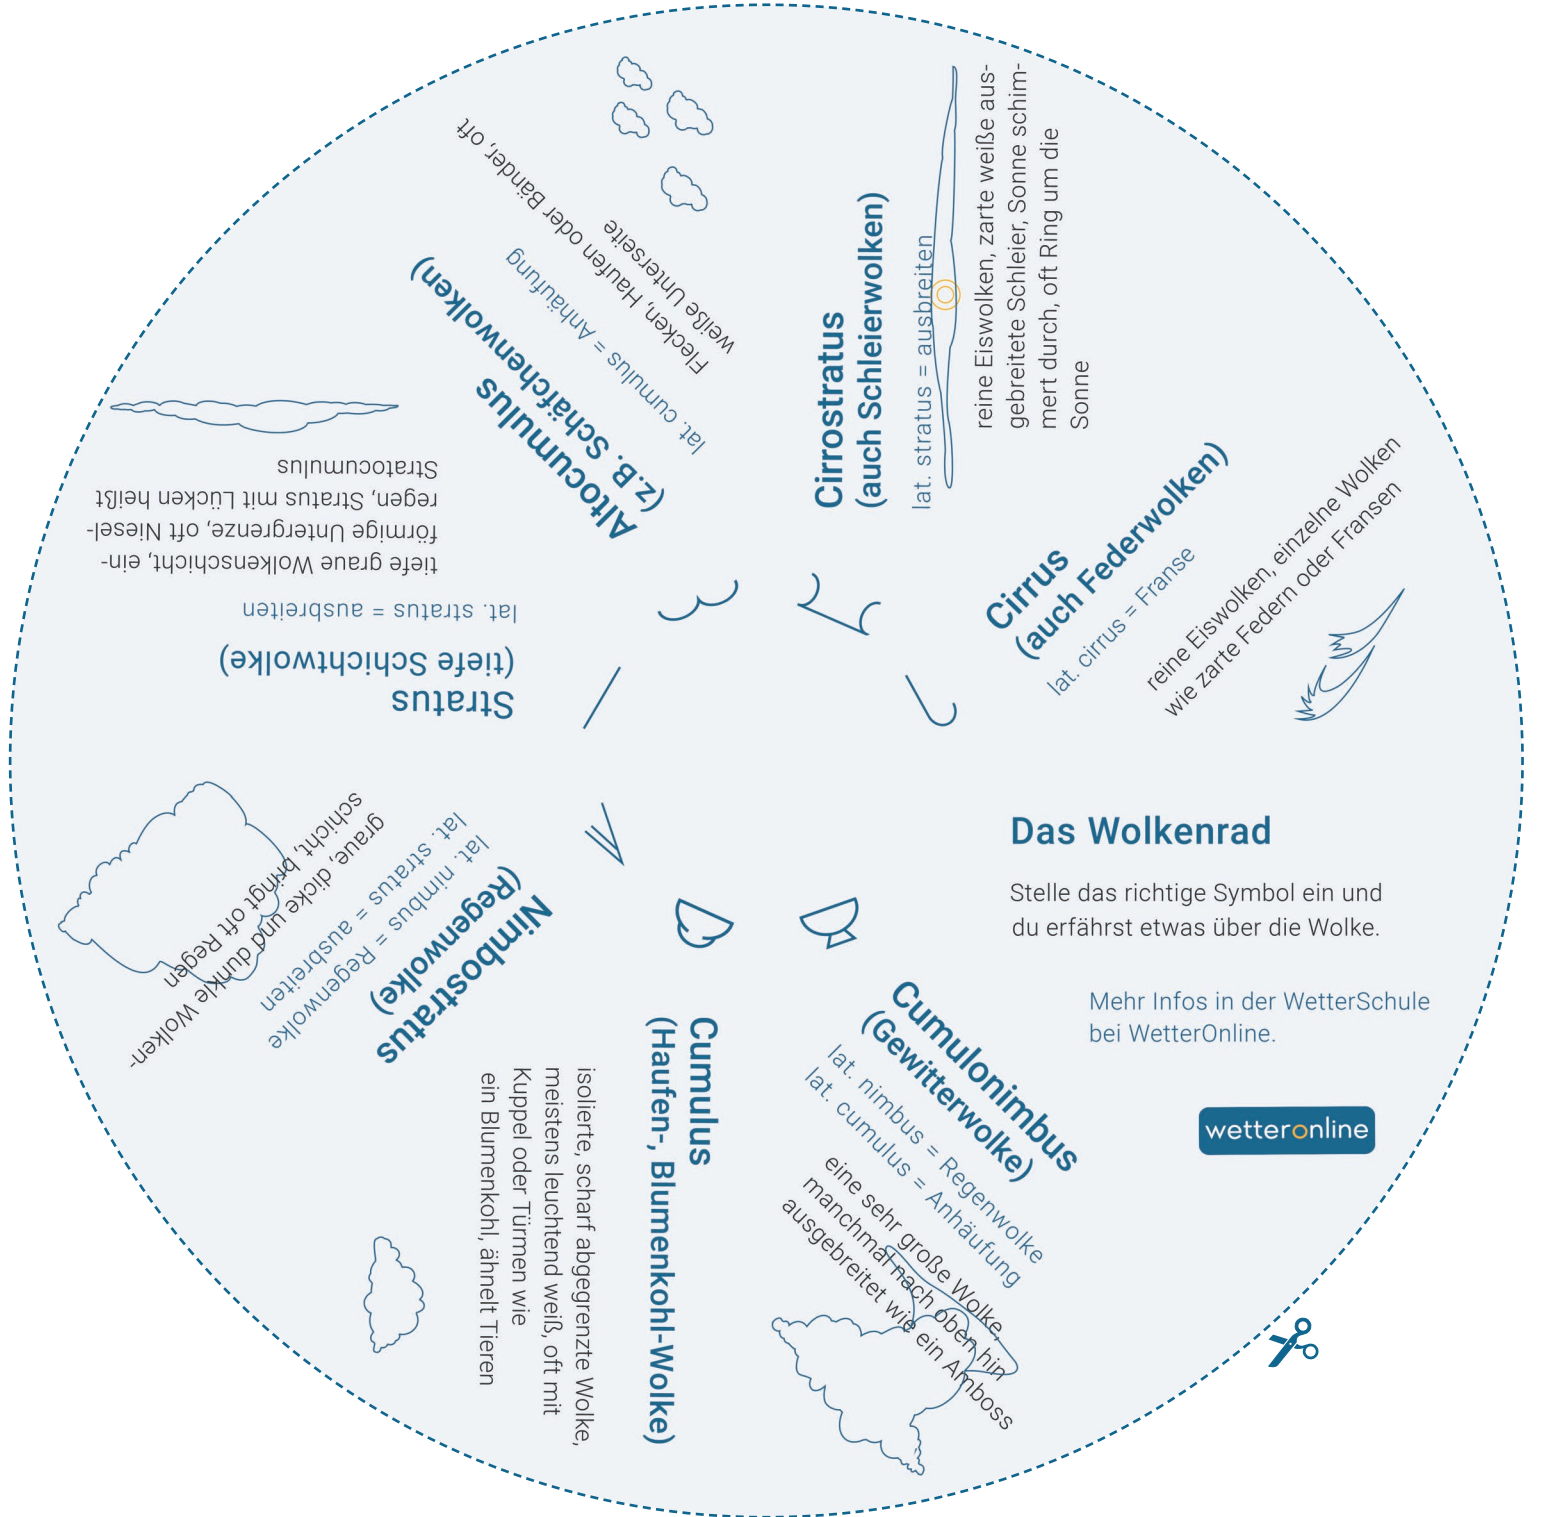 Das Wolkenrad
Stelle das richtige Symbol ein und
du erfährst etwas über die Wolke.
Mehr Infos in der WetterSchule
bei WetterOnline.
wetteronline
Cirrus
(auch Federwolken)
lat. cirrus = Franse
reine Eiswolken, einzelne Wolken
wie zarte Federn oder Fransen
Cirrostratus
(auch Schleierwolken)
lat. stratus = ausbreiten
reine Eiswolken, zarte weiße aus-
gebreitete Schleier, Sonne schim-
mert durch, oft Ring um die
Sonne
Altocumulus
(z.B. Schäfchenwolken)
lat. cumulus = Anhäufung
Flecken, Haufen oder Bänder, oft
weiße Unterseite
Stratus
(tiefe Schichtwolke)
lat. stratus = ausbreiten
tiefe graue Wolkenschicht, ein-
förmige Untergrenze, oft Niesel-
regen, Stratus mit Lücken heißt
Stratocumulus
Nimbostratus
(Regenwolke)
lat. nimbus = Regenwolke
lat. stratus = ausbreiten
graue, dicke und dunkle Wolken-
schicht, bringt oft Regen
Cumulus
(Haufen-, Blumenkohl-Wolke)
isolierte, scharf abgegrenzte Wolke,
meistens leuchtend weiß, oft mit
Kuppel oder Türmen wie
ein Blumenkohl, ähnelt Tieren
Cumulonimbus
(Gewitterwolke)
lat. nimbus = Regenwolke
lat. cumulus = Anhäufung
eine sehr große Wolke,
manchmal nach oben hin
ausgebreitet wie ein Amboss